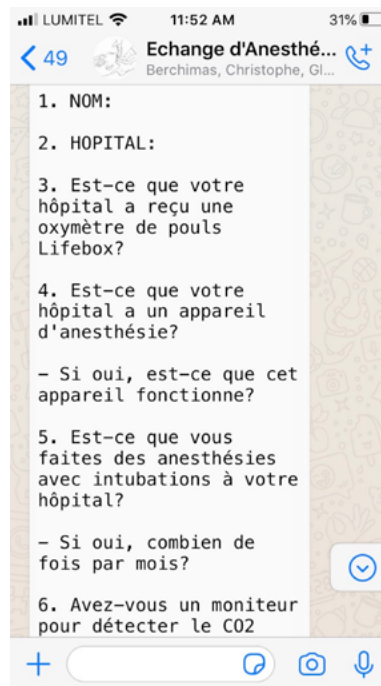 LUMITEL 11:52 AM 31%
49 Echange d'Anesthé...
Berchimas, Christophe, Gl...
1. NOM:
2. HOPITAL:
3. Est-ce que votre
hôpital a reçu une
oxymètre de pouls
Lifebox?
4. Est-ce que votre
hôpital a un appareil
d'anesthésie?
– Si oui, est-ce que cet
appareil fonctionne?
5. Est-ce que vous
faites des anesthésies
avec intubations à votre
hôpital?
– Si oui, combien de
fois par mois?
6. Avez-vous un moniteur
pour détecter le CO2